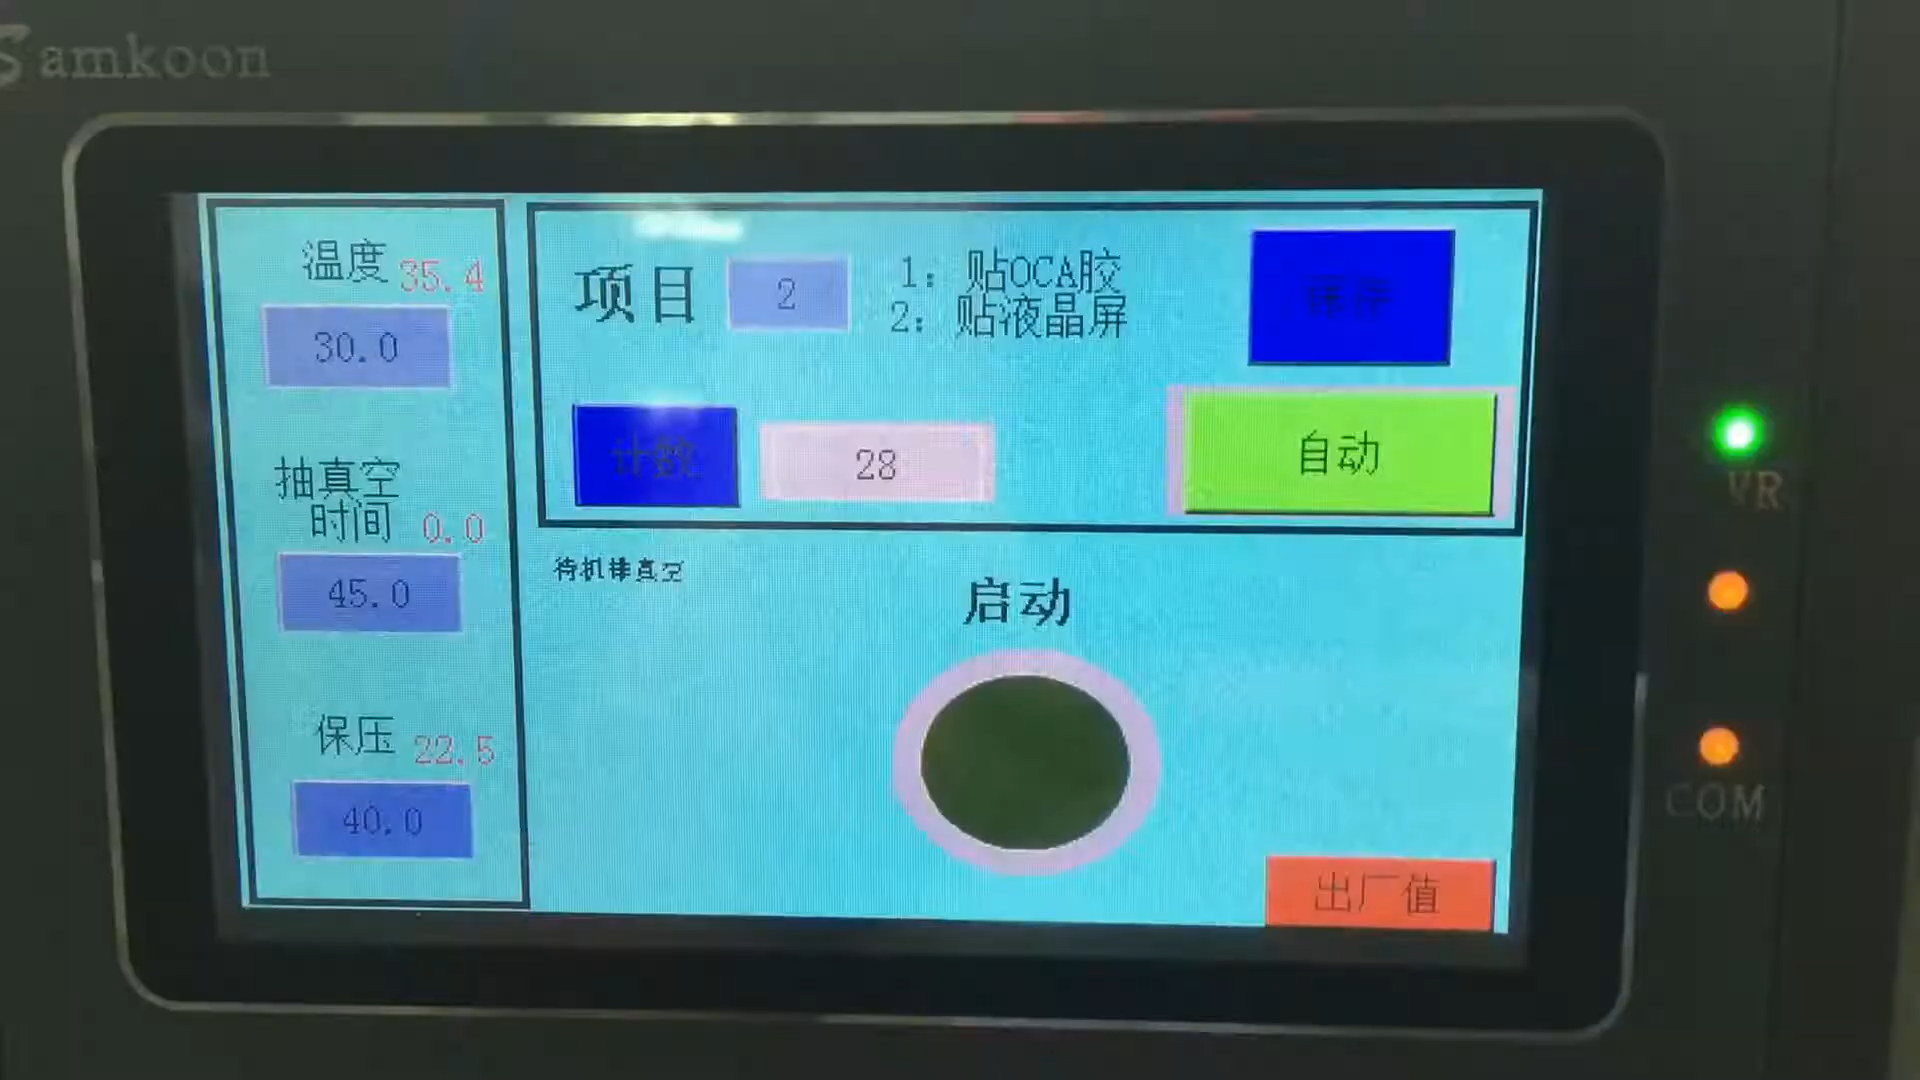 Samkoon
温度 35.4
30.0
抽真空
时间 0.0
45.0
保压 22.5
40.0
项目 2
1: 贴OCA胶
2: 贴液晶屏
保存
计数 28
自动
待机排真空
启动
出厂值
VR
COM